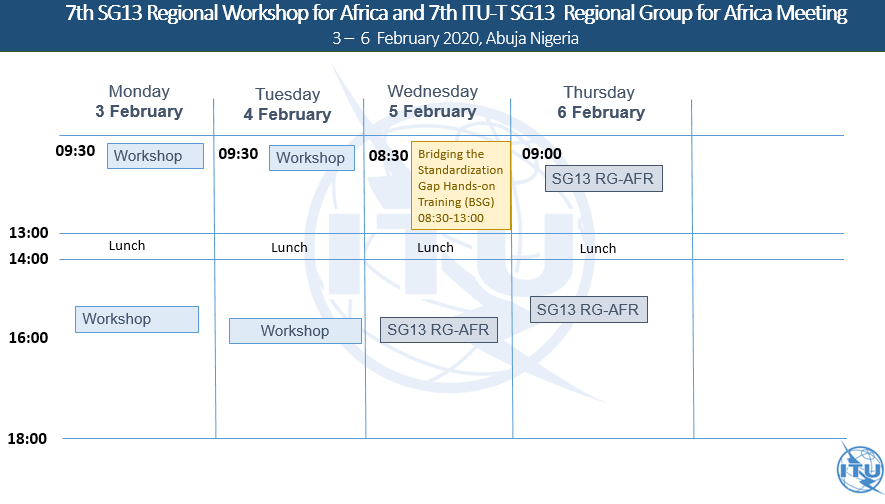 7th SG13 Regional Workshop for Africa and 7th ITU-T SG13 Regional Group for Africa Meeting
3 – 6 February 2020, Abuja Nigeria
Monday
3 February
Tuesday
4 February
Wednesday
5 February
Thursday
6 February
09:30
Workshop
09:30
Workshop
08:30
Bridging the
Standardization
Gap Hands-on
Training (BSG)
08:30-13:00
09:00
SG13 RG-AFR
13:00
Lunch
Lunch
Lunch
Lunch
14:00
Workshop
Workshop
SG13 RG-AFR
SG13 RG-AFR
16:00
18:00
ITU
ITU